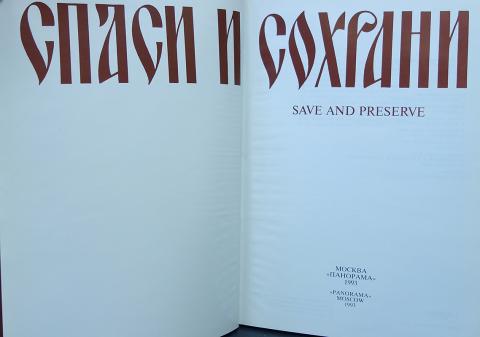 СПАСИ И СОХРАНИ
SAVE AND PRESERVE
МОСКВА
«ПАНОРАМА»
1993
«PANORAMA»
MOSCOW
1993